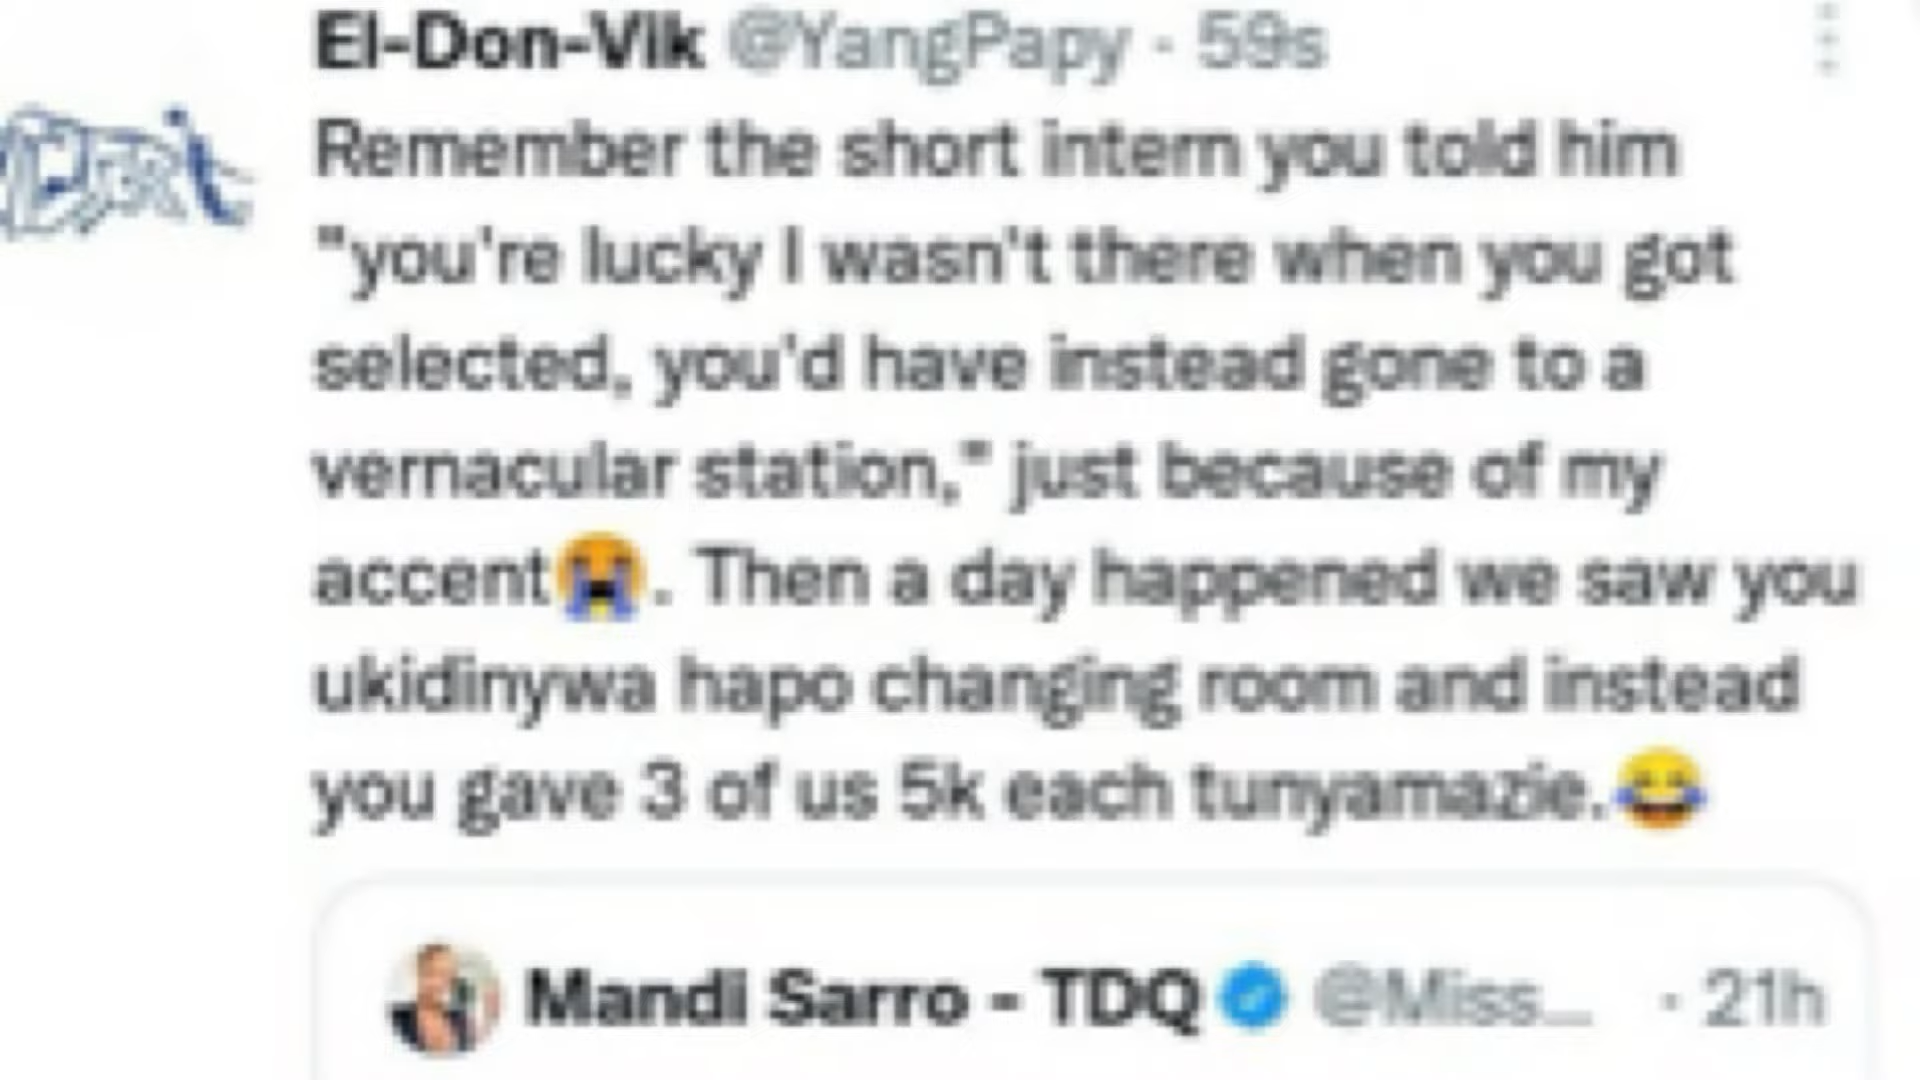 El-Don-Vik @YangPapy · 59s
Remember the short intern you told him
"you're lucky I wasn't there when you got
selected, you'd have instead gone to a
vernacular station," just because of my
accent😭. Then a day happened we saw you
ukidinywa hapo changing room and instead
you gave 3 of us 5k each tunyamazie.😂
Mandi Sarro - TDQ @Miss_ · 21h